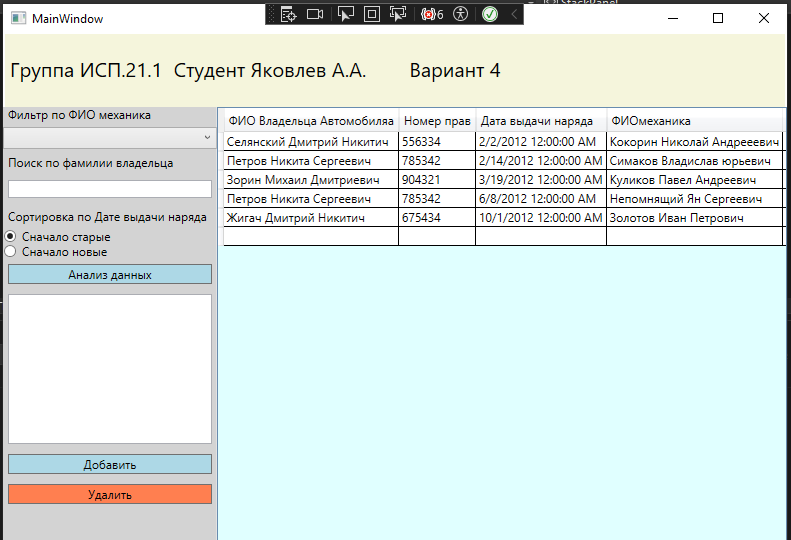 StackPanel
MainWindow
6
Группа ИСП.21.1 Студент Яковлев А.А. Вариант 4
Фильтр по ФИО механика
Поиск по фамилии владельца
Сортировка по Дате выдачи наряда
Сначало старые
Сначало новые
Анализ данных
Добавить
Удалить
ФИО Владельца Автомобиляа Номер прав Дата выдачи наряда ФИОмеханика
Селянский Дмитрий Никитич 556334 2/2/2012 12:00:00 AM Кокорин Николай Андрееевич
Петров Никита Сергеевич 785342 2/14/2012 12:00:00 AM Симаков Владислав юрьевич
Зорин Михаил Дмитриевич 904321 3/19/2012 12:00:00 AM Куликов Павел Андреевич
Петров Никита Сергеевич 785342 6/8/2012 12:00:00 AM Непомнящий Ян Сергеевич
Жигач Дмитрий Никитич 675434 10/1/2012 12:00:00 AM Золотов Иван Петрович